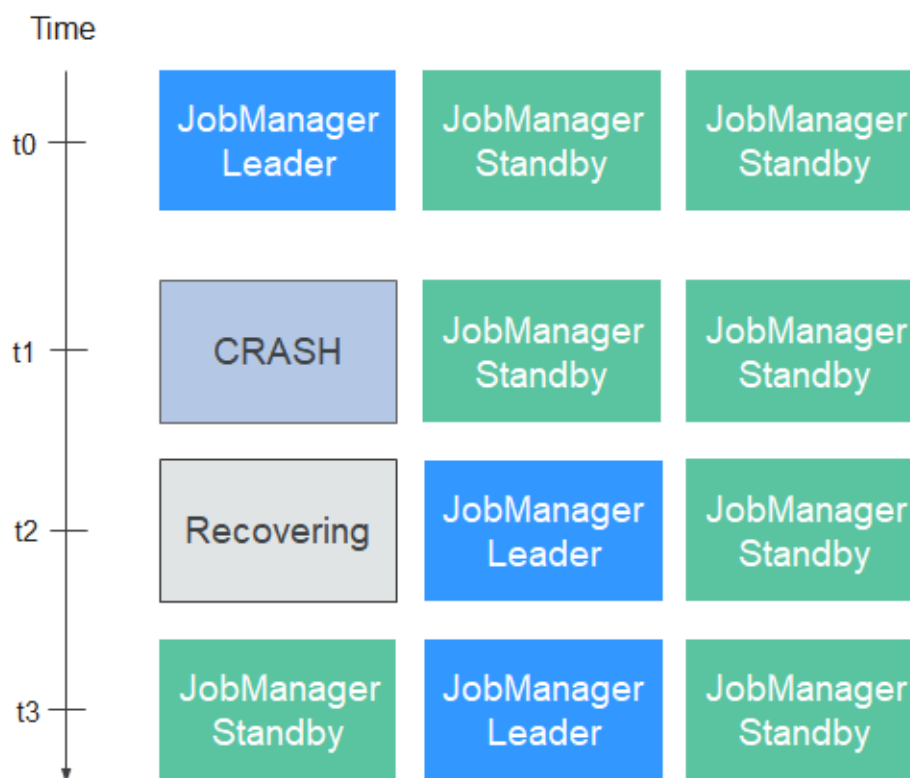 Time
t0
JobManager
Leader
JobManager
Standby
JobManager
Standby
t1
CRASH
JobManager
Standby
JobManager
Standby
t2
Recovering
JobManager
Leader
JobManager
Standby
t3
JobManager
Standby
JobManager
Leader
JobManager
Standby